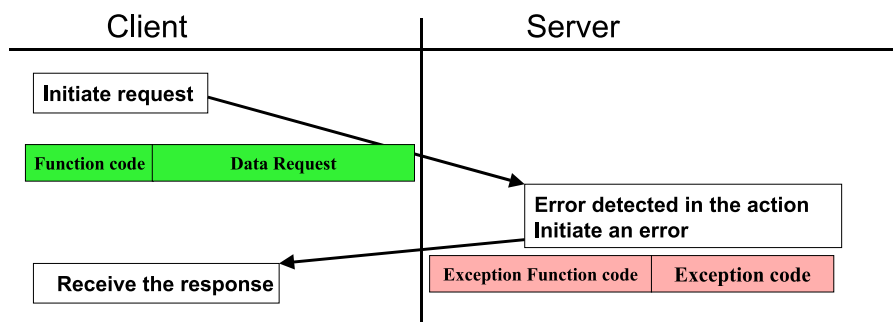 Client
Server
Initiate request
Function code
Data Request
Error detected in the action
Initiate an error
Receive the response
Exception Function code
Exception code